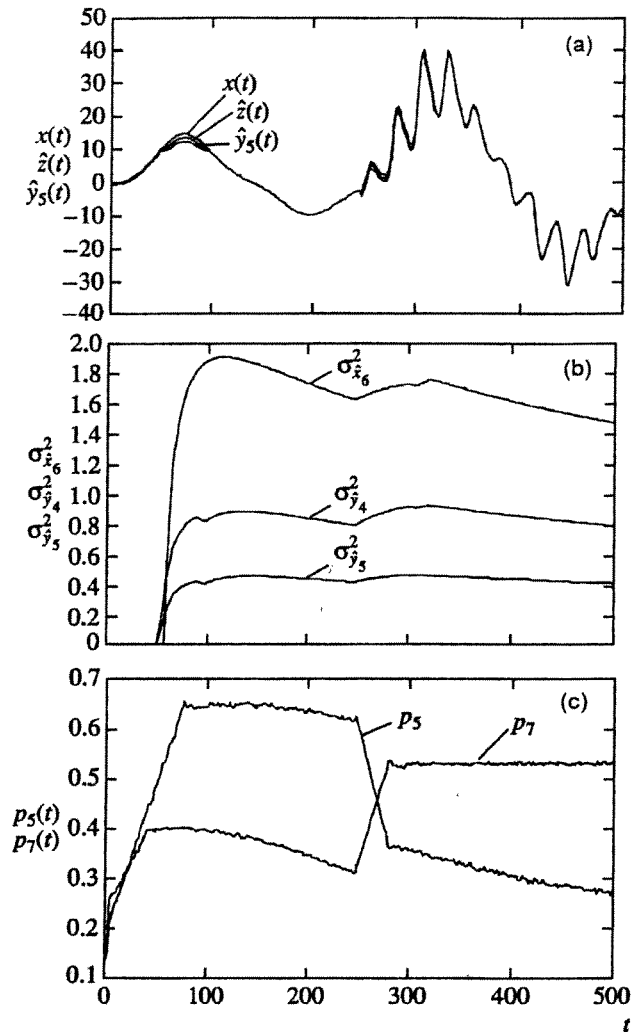 50
40
30
20
10
0
-10
-20
-30
-40
x(t)
ẑ(t)
ŷ₅(t)
x(t)
ẑ(t)
ŷ₅(t)
(a)
2.0
1.8
1.6
1.4
1.2
1.0
0.8
0.6
0.4
0.2
0
σ²x̂₆
σ²ŷ₄
σ²ŷ₅
σ²x̂₆
σ²ŷ₄
σ²ŷ₅
(b)
0.7
0.6
0.5
0.4
0.3
0.2
0.1
p₅(t)
p₇(t)
p₅
p₇
(c)
0 100 200 300 400 500
t